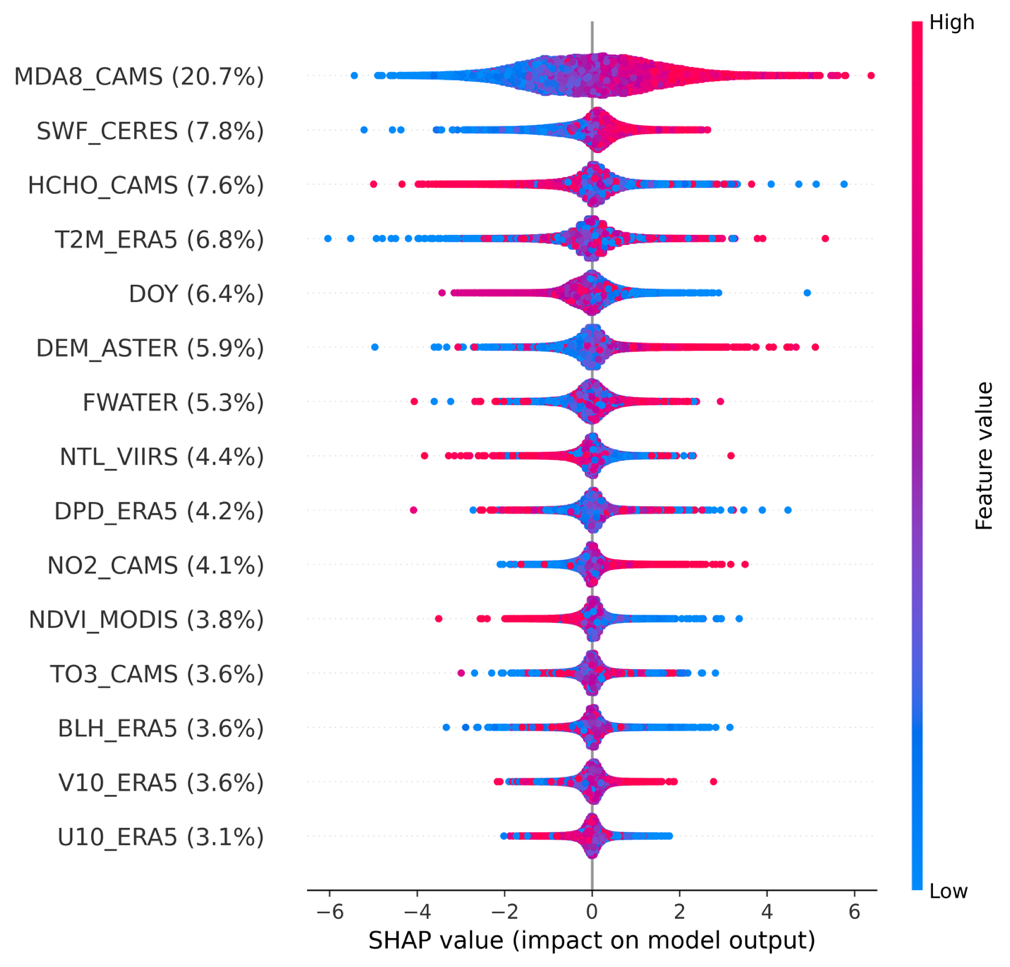 High
MDA8_CAMS (20.7%)
SWF_CERES (7.8%)
HCHO_CAMS (7.6%)
T2M_ERA5 (6.8%)
DOY (6.4%)
DEM_ASTER (5.9%)
FWATER (5.3%)
NTL_VIIRS (4.4%)
DPD_ERA5 (4.2%)
NO2_CAMS (4.1%)
NDVI_MODIS (3.8%)
TO3_CAMS (3.6%)
BLH_ERA5 (3.6%)
V10_ERA5 (3.6%)
U10_ERA5 (3.1%)
Feature value
Low
−6 −4 −2 0 2 4 6
SHAP value (impact on model output)